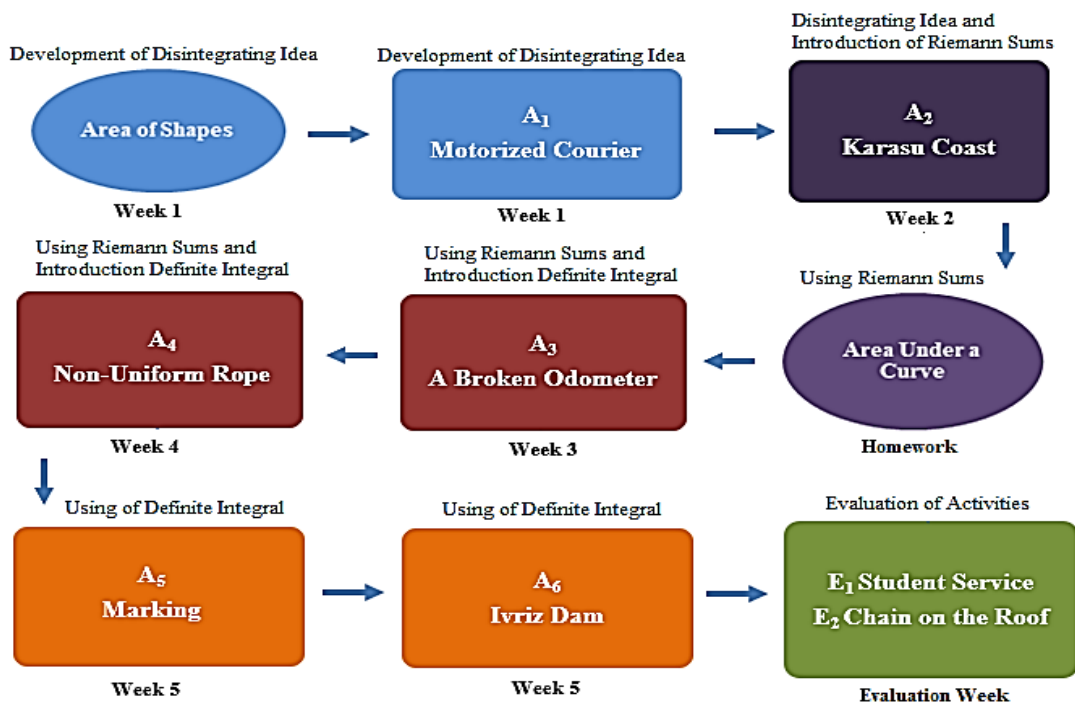 Development of Disintegrating Idea
Area of Shapes
Week 1
Development of Disintegrating Idea
A₁
Motorized Courier
Week 1
Disintegrating Idea and
Introduction of Riemann Sums
A₂
Karasu Coast
Week 2
Using Riemann Sums
Area Under a
Curve
Homework
Using Riemann Sums and
Introduction Definite Integral
A₃
A Broken Odometer
Week 3
Using Riemann Sums and
Introduction Definite Integral
A₄
Non-Uniform Rope
Week 4
Using of Definite Integral
A₅
Marking
Week 5
Using of Definite Integral
A₆
Ivriz Dam
Week 5
Evaluation of Activities
E₁ Student Service
E₂ Chain on the Roof
Evaluation Week